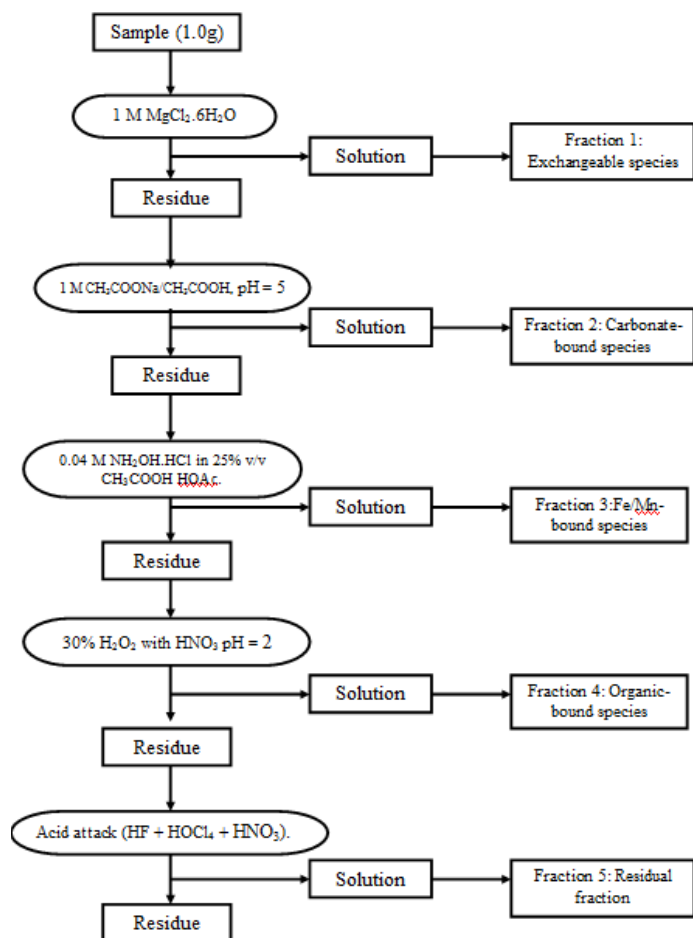 Sample (1.0g)
1 M MgCl₂.6H₂O
Solution
Fraction 1:
Exchangeable species
Residue
1 M CH₃COONa/CH₃COOH, pH = 5
Solution
Fraction 2: Carbonate-
bound species
Residue
0.04 M NH₂OH.HCl in 25% v/v
CH₃COOH HOAc.
Solution
Fraction 3:Fe/Mn-
bound species
Residue
30% H₂O₂ with HNO₃ pH = 2
Solution
Fraction 4: Organic-
bound species
Residue
Acid attack (HF + HOCl₄ + HNO₃).
Solution
Fraction 5: Residual
fraction
Residue